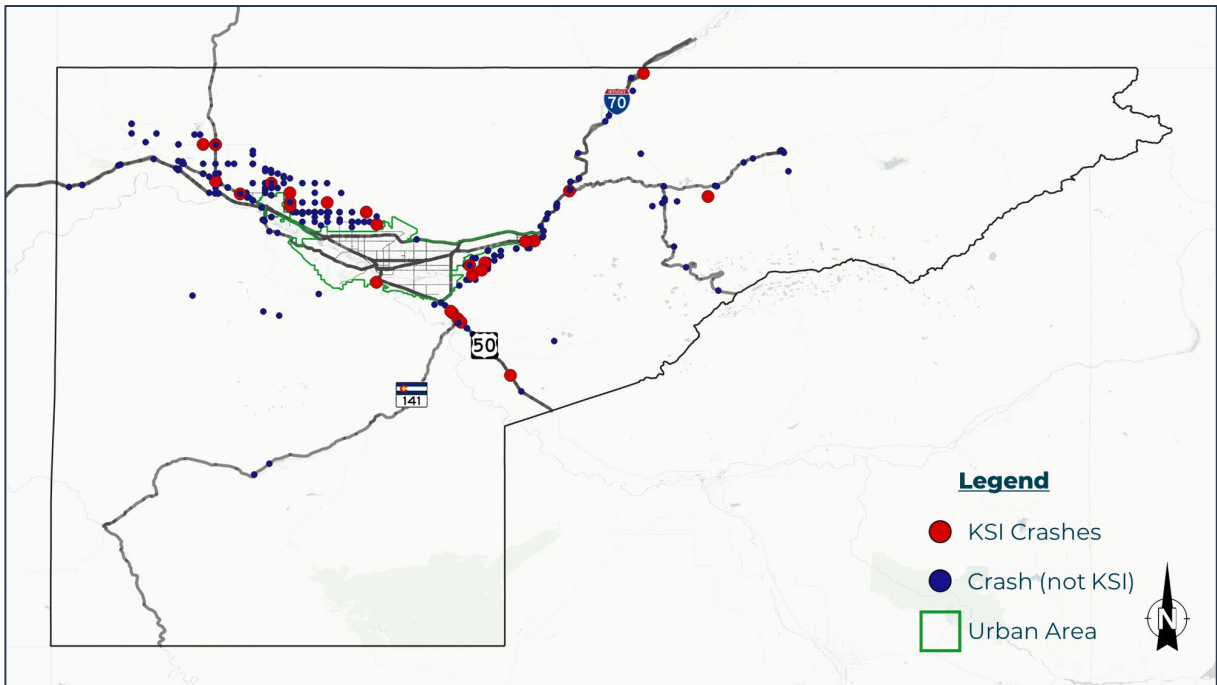 70
50
141
Legend
KSI Crashes
Crash (not KSI)
Urban Area
N